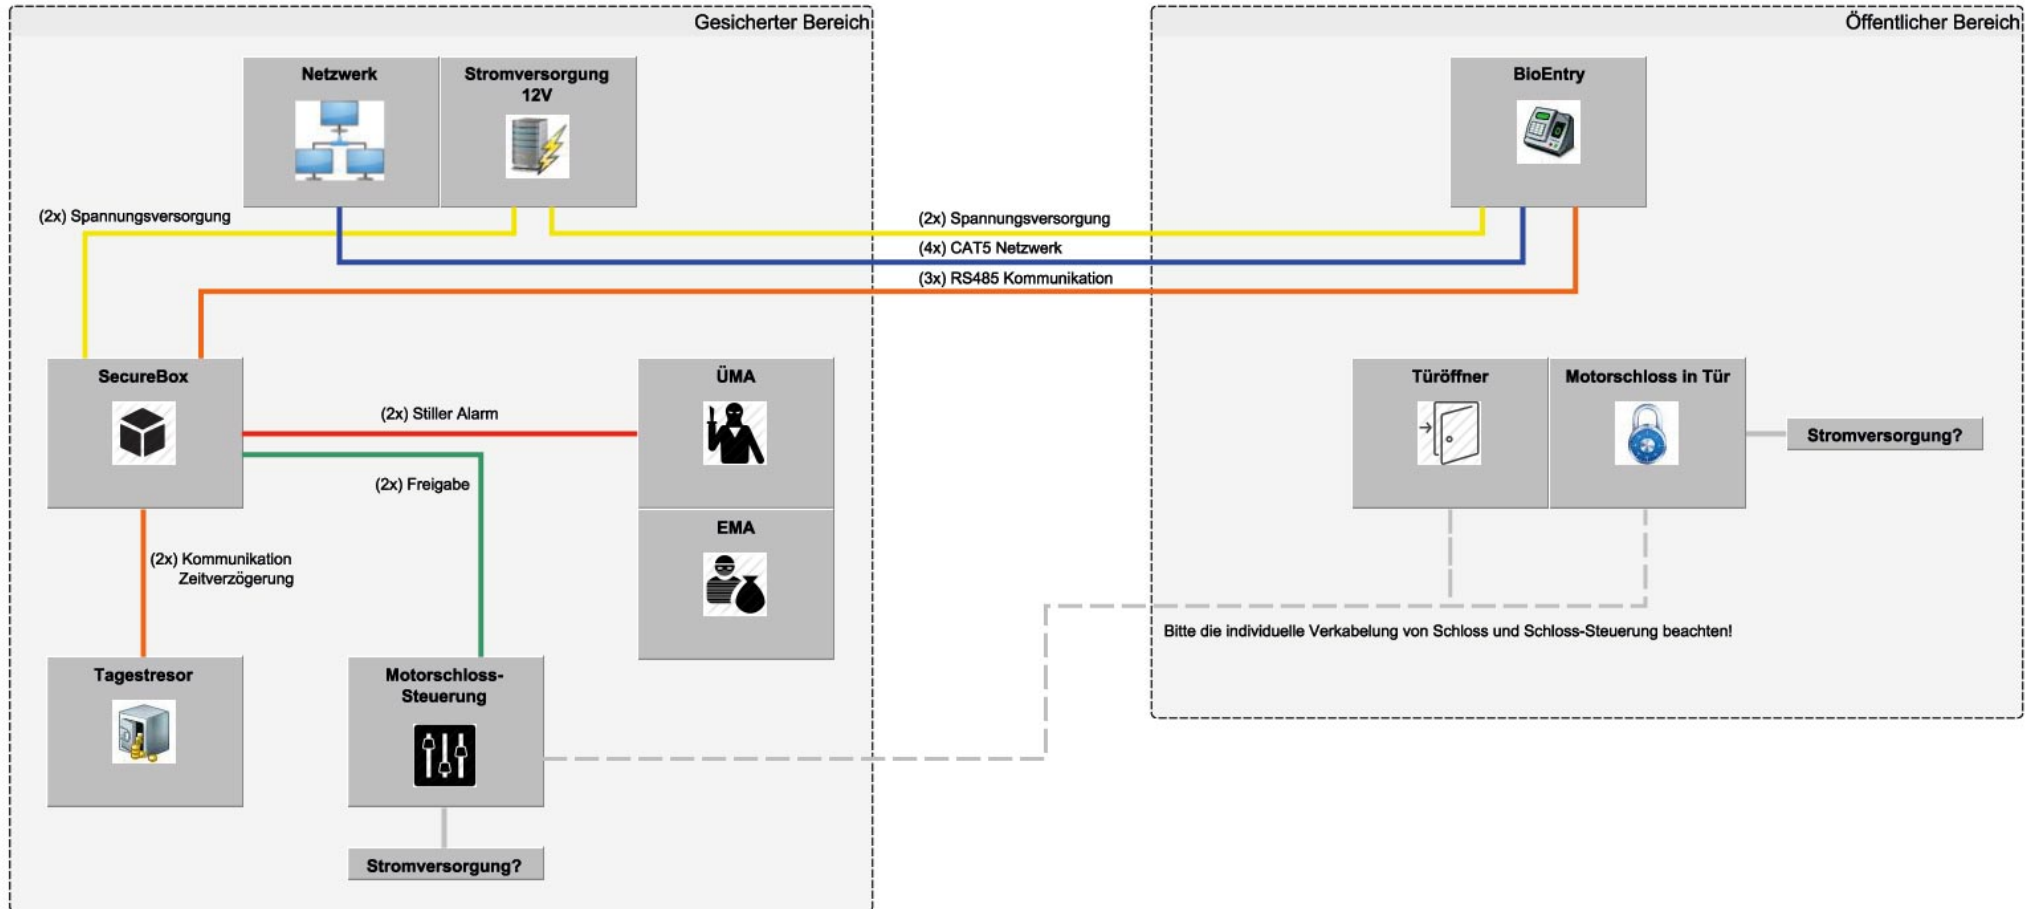 Gesicherter Bereich
Öffentlicher Bereich
Netzwerk
Stromversorgung
12V
BioEntry
(2x) Spannungsversorgung
(2x) Spannungsversorgung
(4x) CAT5 Netzwerk
(3x) RS485 Kommunikation
SecureBox
ÜMA
Türöffner
Motorschloss in Tür
(2x) Stiller Alarm
Stromversorgung?
(2x) Freigabe
EMA
(2x) Kommunikation
Zeitverzögerung
Bitte die individuelle Verkabelung von Schloss und Schloss-Steuerung beachten!
Tagestresor
Motorschloss-
Steuerung
Stromversorgung?